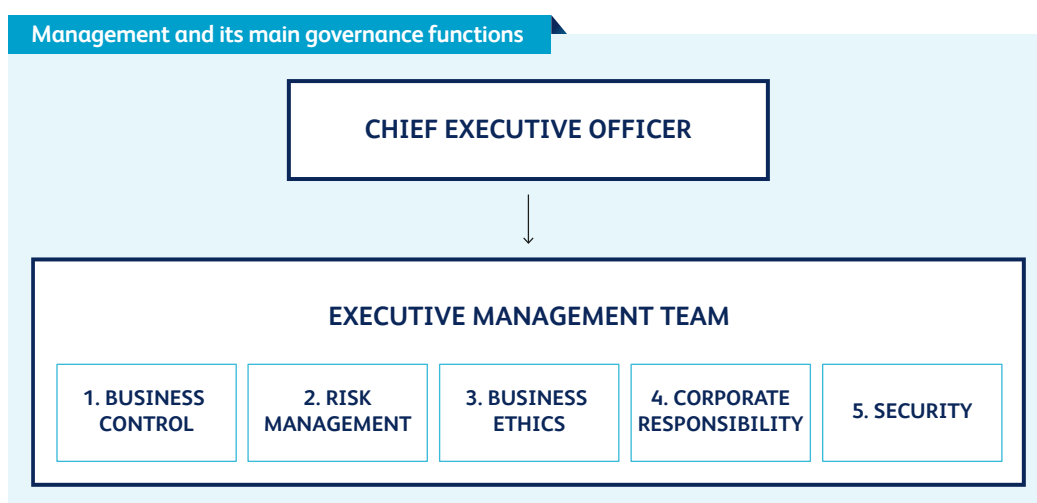 Management and its main governance functions
CHIEF EXECUTIVE OFFICER
EXECUTIVE MANAGEMENT TEAM
1. BUSINESS
CONTROL
2. RISK
MANAGEMENT
3. BUSINESS
ETHICS
4. CORPORATE
RESPONSIBILITY
5. SECURITY